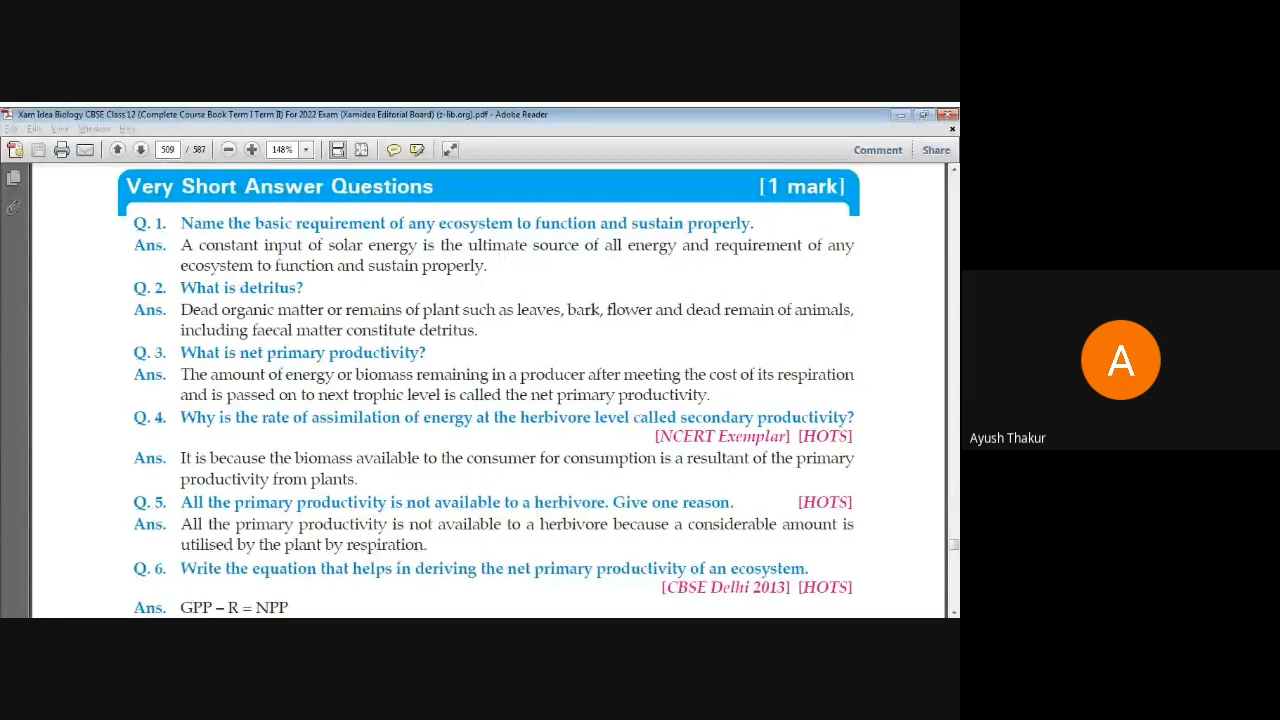 Xam Idea Biology CBSE Class 12 (Complete Course Book Term I Term II) For 2022 Exam [Xamidea Editorial Board] (z-lib.org).pdf - Adobe Reader
File Edit View Window Help
509 / 587 148% Comment Share
Very Short Answer Questions [1 mark]
Q. 1. Name the basic requirement of any ecosystem to function and sustain properly.
Ans. A constant input of solar energy is the ultimate source of all energy and requirement of any
ecosystem to function and sustain properly.
Q. 2. What is detritus?
Ans. Dead organic matter or remains of plant such as leaves, bark, flower and dead remain of animals,
including faecal matter constitute detritus.
Q. 3. What is net primary productivity?
Ans. The amount of energy or biomass remaining in a producer after meeting the cost of its respiration
and is passed on to next trophic level is called the net primary productivity.
Q. 4. Why is the rate of assimilation of energy at the herbivore level called secondary productivity?
[NCERT Exemplar] [HOTS]
Ans. It is because the biomass available to the consumer for consumption is a resultant of the primary
productivity from plants.
Q. 5. All the primary productivity is not available to a herbivore. Give one reason. [HOTS]
Ans. All the primary productivity is not available to a herbivore because a considerable amount is
utilised by the plant by respiration.
Q. 6. Write the equation that helps in deriving the net primary productivity of an ecosystem.
[CBSE Delhi 2013] [HOTS]
Ans. GPP – R = NPP
A
Ayush Thakur